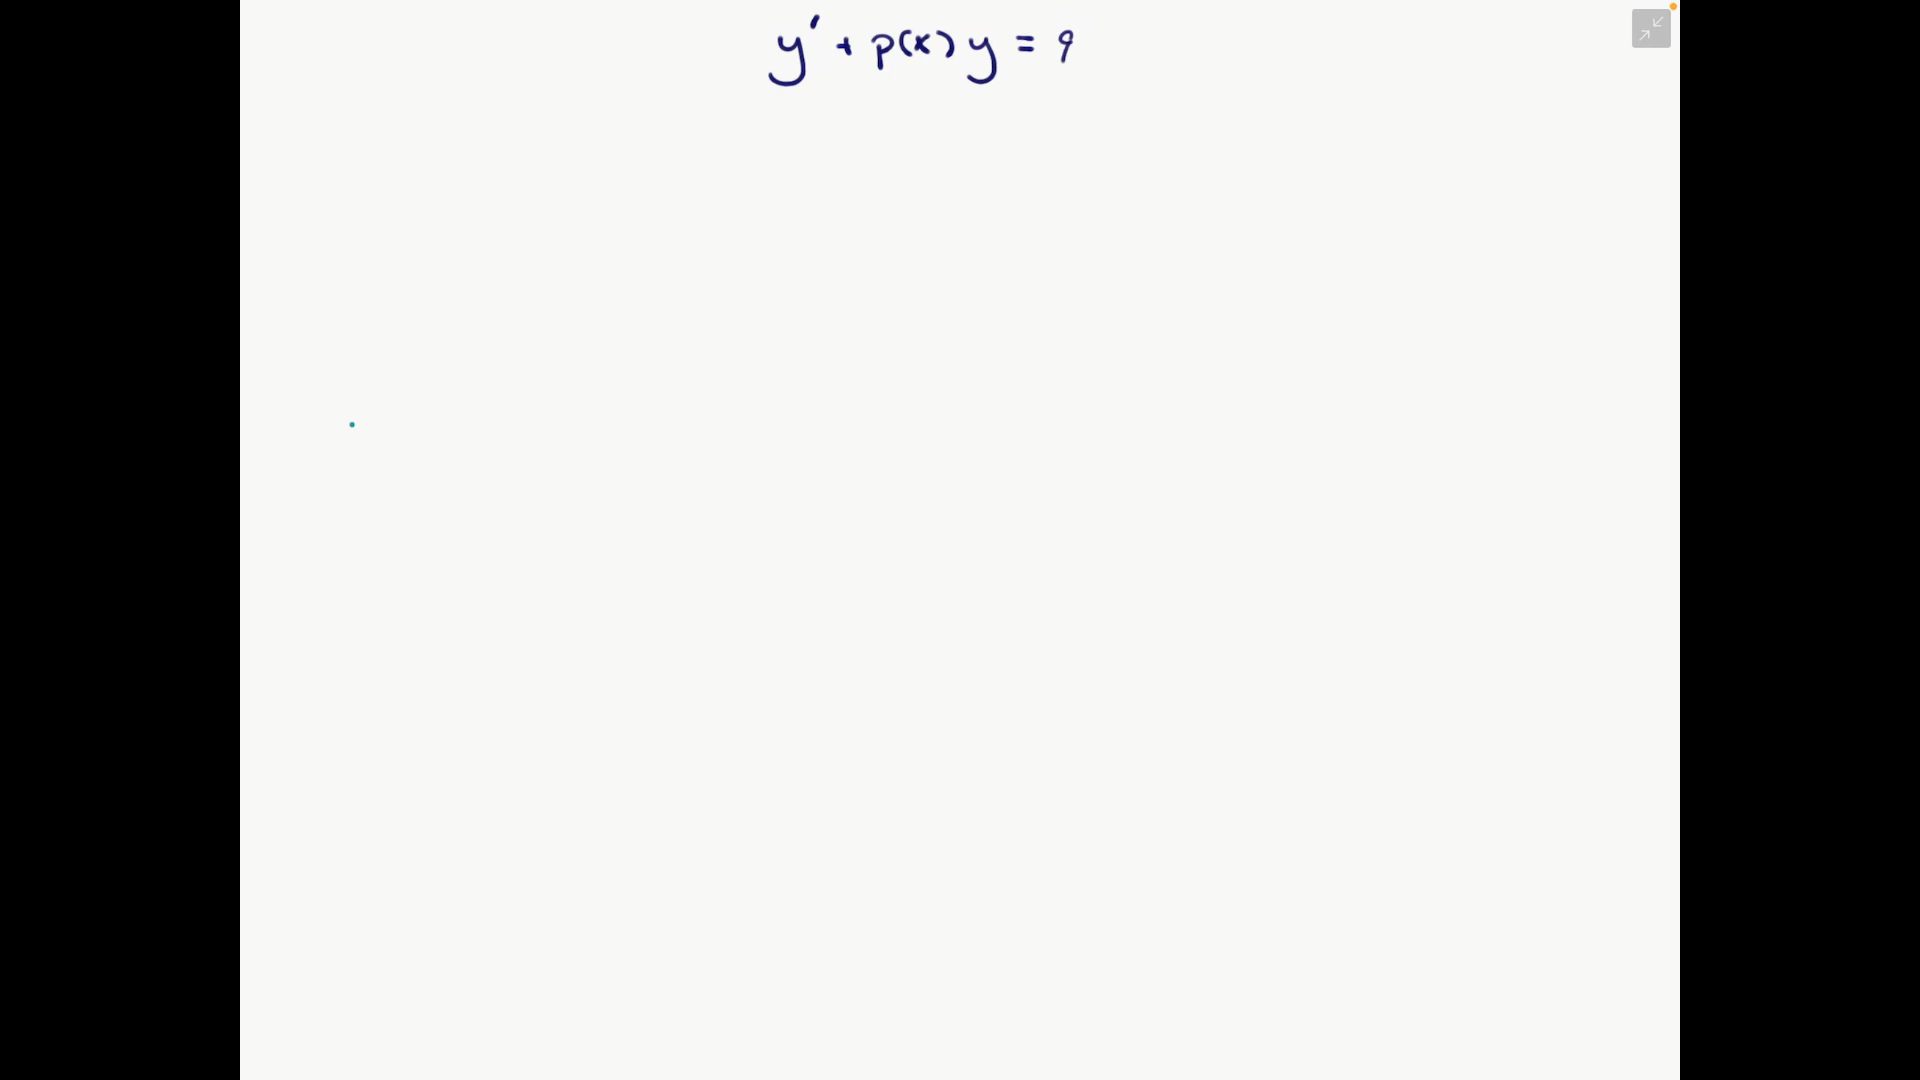 y' + p(x) y = q